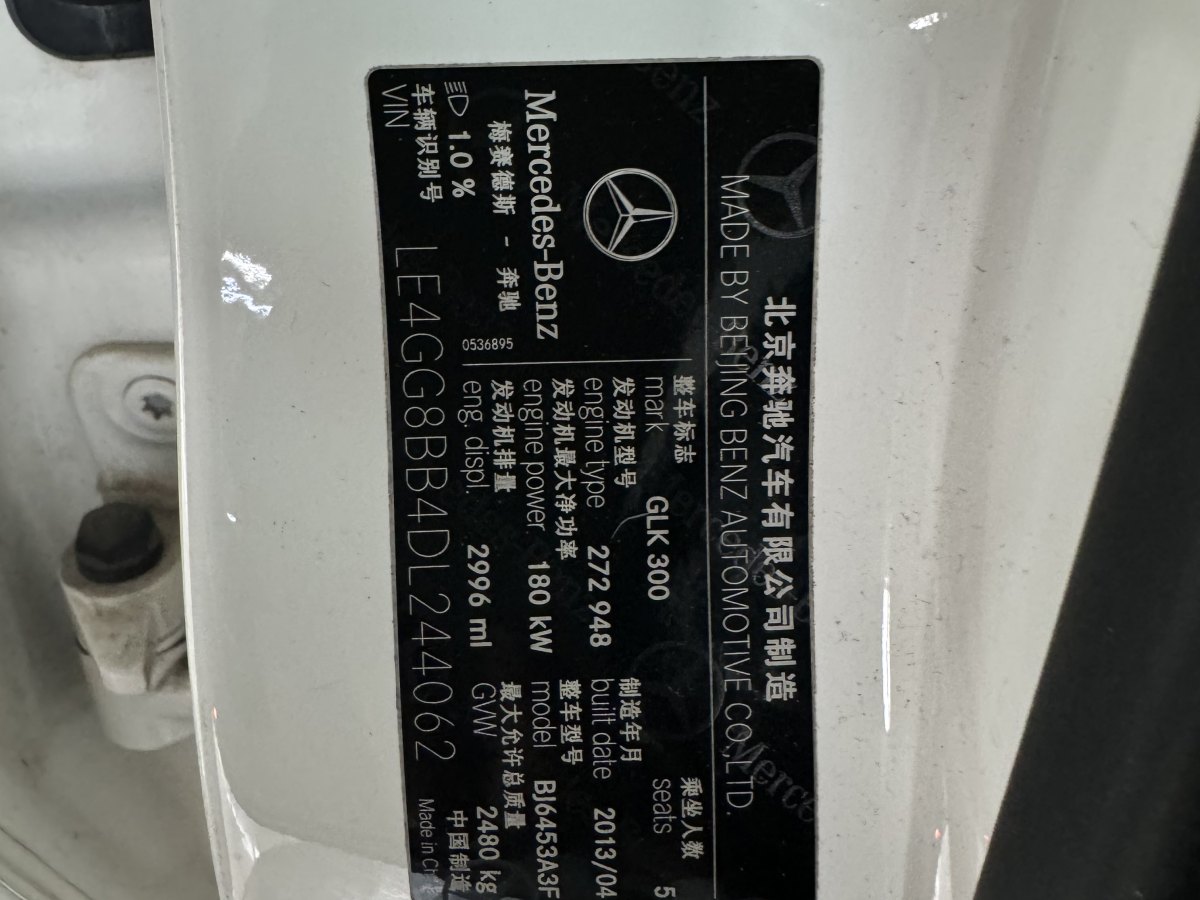 北京奔驰汽车有限公司制造
MADE BY BEIJING BENZ AUTOMOTIVE CO.,LTD.
Mercedes-Benz
梅赛德斯 - 奔驰
0536895
整车标志
mark GLK 300
乘坐人数
seats 5
发动机型号
engine type 272 948
制造年月
built date 2013/04
发动机最大净功率
engine power 180 kW
整车型号
model BJ6453A3F
发动机排量
eng. displ. 2996 ml
最大允许总质量
GVW 2480 kg
1.0 %
车辆识别号
VIN LE4GG8BB4DL244062
中国制造
Made in